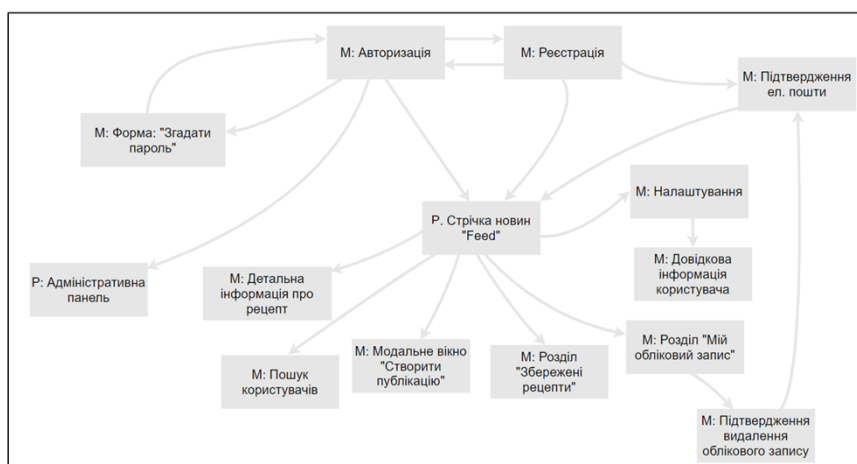 М: Авторизація
М: Реєстрація
М: Підтвердження
ел. пошти
М: Форма: "Згадати
пароль"
М: Налаштування
Р. Стрічка новин
"Feed"
Р: Адміністративна
панель
М: Детальна
інформація про
рецепт
М: Довідкова
інформація
користувача
М: Пошук
користувачів
М: Модальне вікно
"Створити
публікацію"
М: Розділ
"Збережені
рецепти"
М: Розділ "Мій
обліковий запис"
М: Підтвердження
видалення
облікового запису